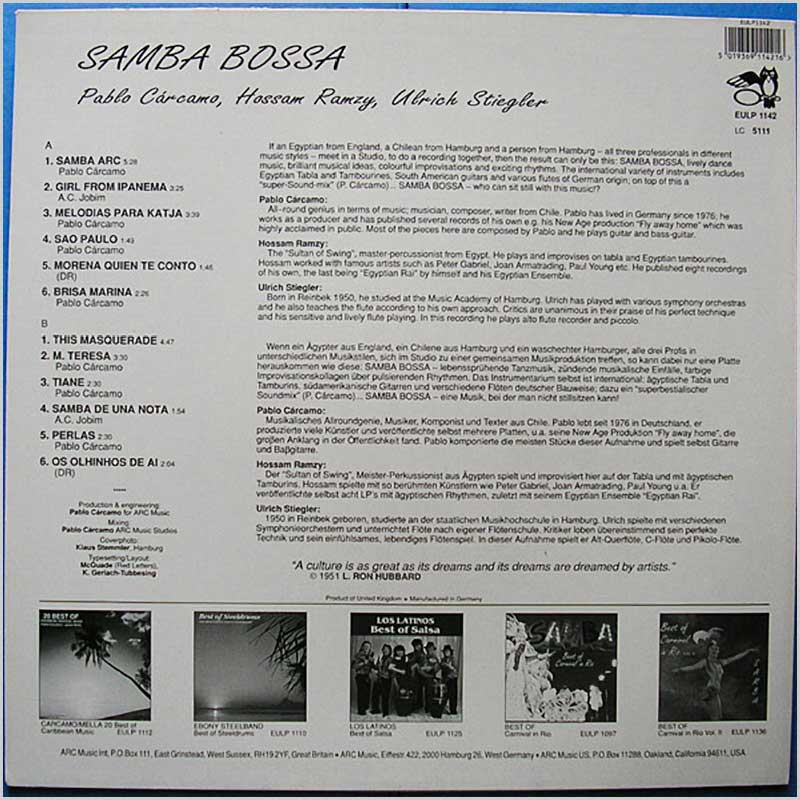 EULP1142
SAMBA BOSSA
5 019369 114216
Pablo Cárcamo, Hossam Ramzy, Ulrich Stiegler
EULP 1142
LC 5111
A
1. SAMBA ARC 5:28
Pablo Cárcamo
2. GIRL FROM IPANEMA 3:25
A.C. Jobim
3. MELODIAS PARA KATJA 3:39
Pablo Cárcamo
4. SAO PAULO 1:49
Pablo Cárcamo
5. MORENA QUIEN TE CONTO 1:46
(DR)
6. BRISA MARINA 2:26
Pablo Cárcamo
B
1. THIS MASQUERADE 4:47
2. M. TERESA 3:30
Pablo Cárcamo
3. TIANE 2:30
Pablo Cárcamo
4. SAMBA DE UNA NOTA 1:54
A.C. Jobim
5. PERLAS 2:30
Pablo Cárcamo
6. OS OLHINHOS DE AI 2:04
(DR)
Production & engineering:
Pablo Cárcamo for ARC Music
Mixing:
Pablo Cárcamo ARC Music Studios
Coverphoto:
Klaus Stemmler, Hamburg
Typesetting/Layout:
McQuade (Red Letters),
K. Gerlach-Tubbesing
If an Egyptian from England, a Chilean from Hamburg and a person from Hamburg – all three professionals in different
music styles – meet in a Studio, to do a recording together, then the result can only be this: SAMBA BOSSA, lively dance
music, brilliant musical ideas, colourful improvisations and exciting rhythms. The international variety of instruments includes
Egyptian Tabla and Tambourines, South American guitars and various flutes of German origin; on top of this a
"super-Sound-mix" (P. Cárcamo)... SAMBA BOSSA – who can sit still with this music!?
Pablo Cárcamo:
All-round genius in terms of music; musician, composer, writer from Chile. Pablo has lived in Germany since 1976; he
works as a producer and has published several records of his own e.g. his New Age production "Fly away home" which was
highly acclaimed in public. Most of the pieces here are composed by Pablo and he plays guitar and bass-guitar.
Hossam Ramzy:
The "Sultan of Swing", master-percussionist from Egypt. He plays and improvises on tabla and Egyptian tambourines.
Hossam worked with famous artists such as Peter Gabriel, Joan Armatrading, Paul Young etc. He published eight recordings
of his own, the last being "Egyptian Rai" by himself and his Egyptian Ensemble.
Ulrich Stiegler:
Born in Reinbek 1950, he studied at the Music Academy of Hamburg. Ulrich has played with various symphony orchestras
and he also teaches the flute according to his own approach. Critics are unanimous in their praise of his perfect technique
and his sensitive and lively flute playing. In this recording he plays alto flute recorder and piccolo.
Wenn ein Ägypter aus England, ein Chilene aus Hamburg und ein waschechter Hamburger, alle drei Profis in
unterschiedlichen Musikstilen, sich im Studio zu einer gemeinsamen Musikproduktion treffen, so kann dabei nur eine Platte
herauskommen wie diese: SAMBA BOSSA – lebenssprühende Tanzmusik, zündende musikalische Einfälle, farbige
Improvisationskollagen über pulsierenden Rhythmen. Das Instrumentarium selbst ist international: ägyptische Tabla und
Tamburins, südamerikanische Gitarren und verschiedene Flöten deutscher Bauweise; dazu ein "superbestialischer
Soundmix" (P. Cárcamo)... SAMBA BOSSA – eine Musik, bei der man nicht stillsitzen kann!
Pablo Cárcamo:
Musikalisches Allroundgenie, Musiker, Komponist und Texter aus Chile. Pablo lebt seit 1976 in Deutschland, er
produzierte viele Künstler und veröffentlichte selbst mehrere Platten, u.a. seine New Age Produktion "Fly away home", die
großen Anklang in der Öffentlichkeit fand. Pablo komponierte die meisten Stücke dieser Aufnahme und spielt selbst Gitarre
und Baßgitarre.
Hossam Ramzy:
Der "Sultan of Swing", Meister-Perkussionist aus Ägypten spielt und improvisiert hier auf der Tabla und mit ägyptischen
Tamburins. Hossam spielte mit so berühmten Künstlern wie Peter Gabriel, Joan Armatrading, Paul Young u.a. Er
veröffentlichte selbst acht LP's mit ägyptischen Rhythmen, zuletzt mit seinem Egyptian Ensemble "Egyptian Rai".
Ulrich Stiegler:
1950 in Reinbek geboren, studierte an der staatlichen Musikhochschule in Hamburg. Ulrich spielte mit verschiedenen
Symphonieorchestern und unterrichtet Flöte nach eigener Flötenschule. Kritiker loben übereinstimmend sein perfekte
Technik und sein einfühlsames, lebendiges Flötenspiel. In dieser Aufnahme spielt er Alt-Querflöte, C-Flöte und Pikolo-Flöte.
"A culture is as great as its dreams and its dreams are dreamed by artists."
© 1951 L. RON HUBBARD
Product of United Kingdom • Manufactured in Germany
20 BEST OF
Best of Steeldrums
LOS LATINOS
Best of Salsa
SAMBA
Best of
Carnival in Rio
Best of
Carnival in Rio
SAMBA
CARCAMO/MELLA 20 Best of
Caribbean Music EULP 1112
EBONY STEELBAND
Best of Steeldrums EULP 1110
LOS LATINOS
Best of Salsa EULP 1125
BEST OF
Carnival in Rio EULP 1097
BEST OF
Carnival in Rio Vol. II EULP 1136
ARC Music Int, P.O.Box 111, East Grinstead, West Sussex, RH19 2YF, Great Britain • ARC Music, Eiffestr.422, 2000 Hamburg 26, West Germany • ARC Music US, P.O.Box 2881, Oakland, California 94611, USA